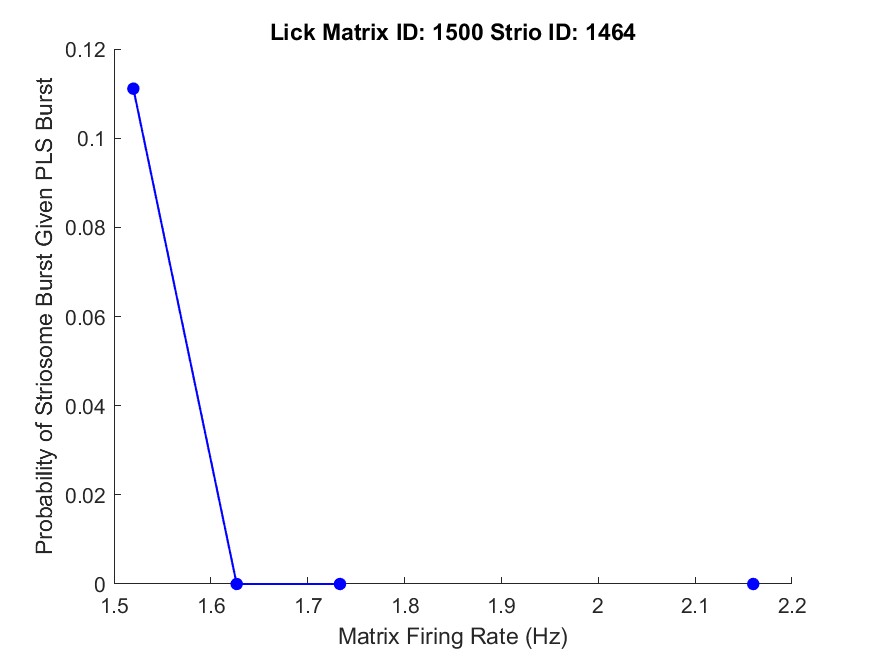 Lick Matrix ID: 1500 Strio ID: 1464
Probability of Striosome Burst Given PLS Burst
0.12
0.1
0.08
0.06
0.04
0.02
0
1.5 1.6 1.7 1.8 1.9 2 2.1 2.2
Matrix Firing Rate (Hz)